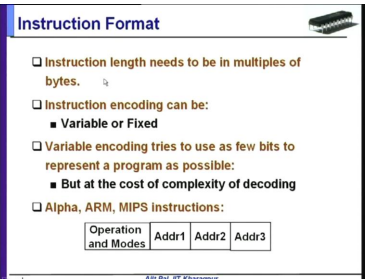 Instruction Format
❑ Instruction length needs to be in multiples of
bytes.
❑ Instruction encoding can be:
■ Variable or Fixed
❑ Variable encoding tries to use as few bits to
represent a program as possible:
■ But at the cost of complexity of decoding
❑ Alpha, ARM, MIPS instructions:
Operation
and Modes Addr1 Addr2 Addr3
Ajit Pal, IIT Kharagpur